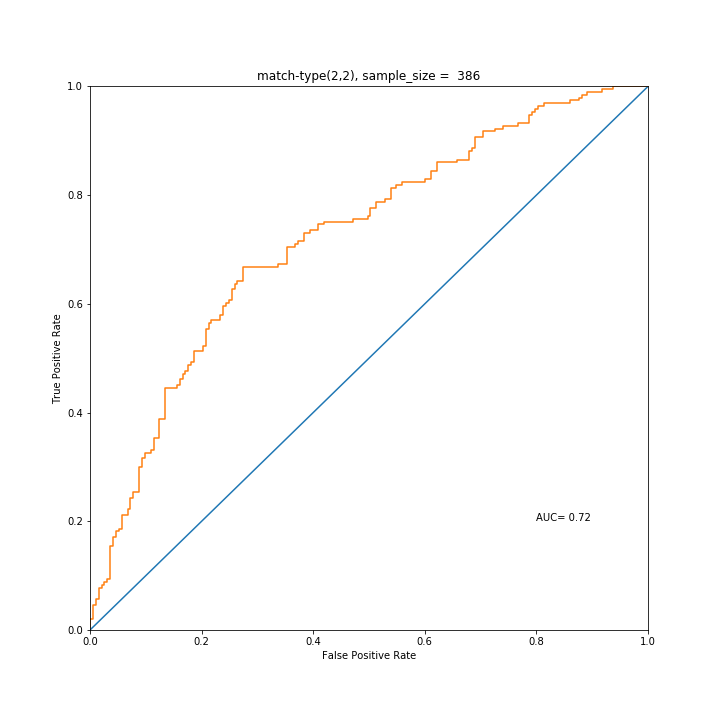 match-type(2,2), sample_size =  386
1.0
0.8
0.6
0.4
0.2
0.0
True Positive Rate
AUC= 0.72
0.0 0.2 0.4 0.6 0.8 1.0
False Positive Rate